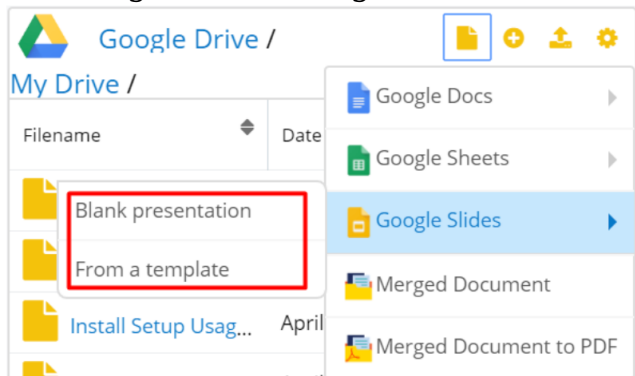 Google Drive /
My Drive /
Filename
Date
Google Docs
Google Sheets
Google Slides
Merged Document
Merged Document to PDF
Blank presentation
From a template
Install Setup Usag...
April